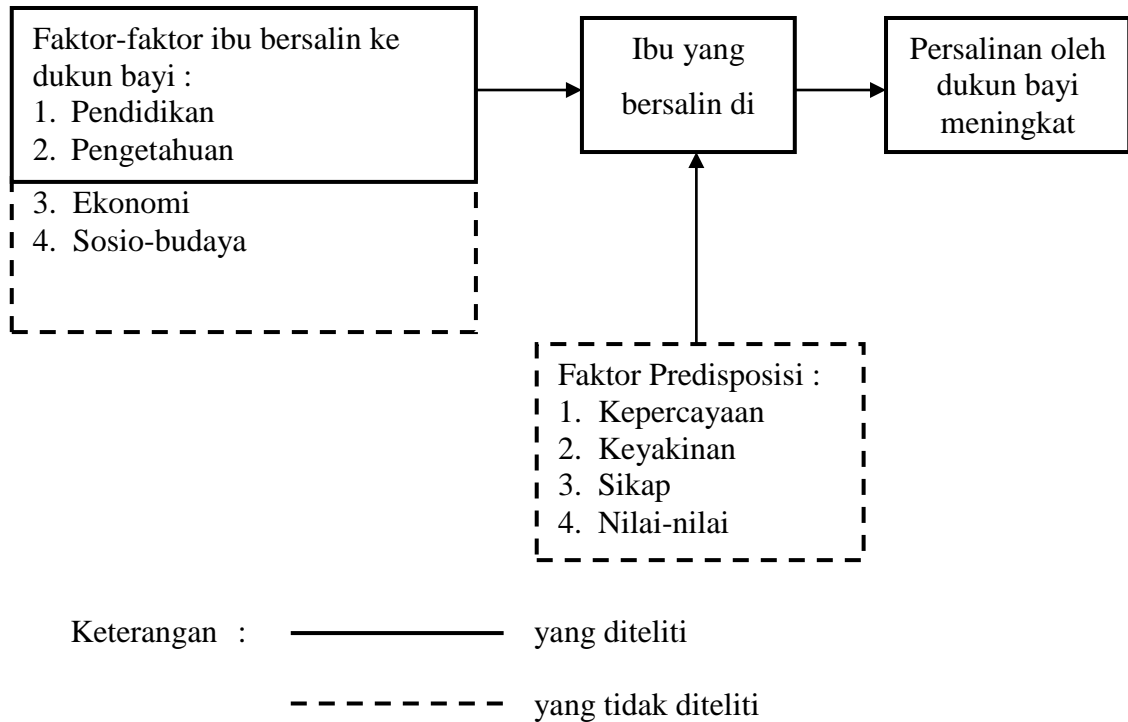 Faktor-faktor ibu bersalin ke
dukun bayi :
1. Pendidikan
2. Pengetahuan
3. Ekonomi
4. Sosio-budaya
Ibu yang
bersalin di
Persalinan oleh
dukun bayi
meningkat
Faktor Predisposisi :
1. Kepercayaan
2. Keyakinan
3. Sikap
4. Nilai-nilai
Keterangan :
yang diteliti
yang tidak diteliti